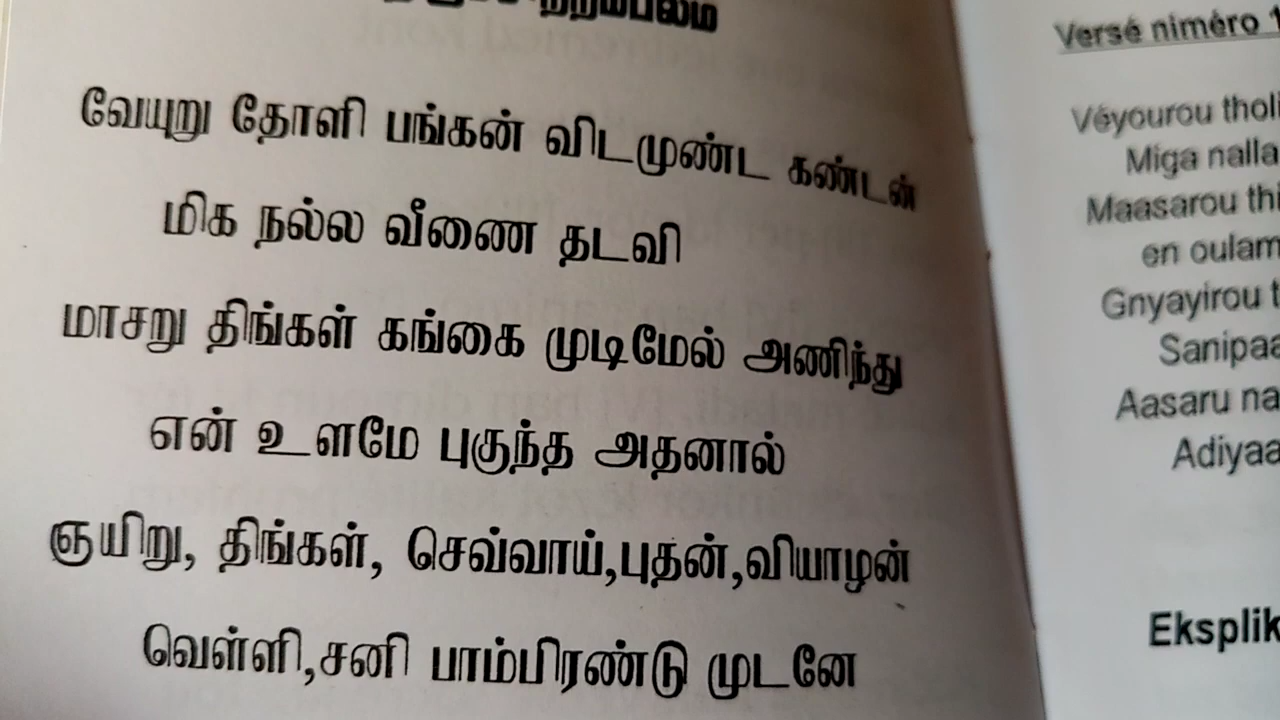 வேயுறு தோளி பங்கன் விடமுண்ட கண்டன்
மிக நல்ல வீணை தடவி
மாசறு திங்கள் கங்கை முடிமேல் அணிந்து
என் உளமே புகுந்த அதனால்
ஞயிறு, திங்கள், செவ்வாய்,புதன்,வியாழன்
வெள்ளி,சனி பாம்பிரண்டு முடனே
Versé niméro 1
Véyourou tholi
Miga nalla
Maasarou thi
en oulam
Gnyayirou t
Sanipaa
Aasaru na
Adiyaa
Eksplik